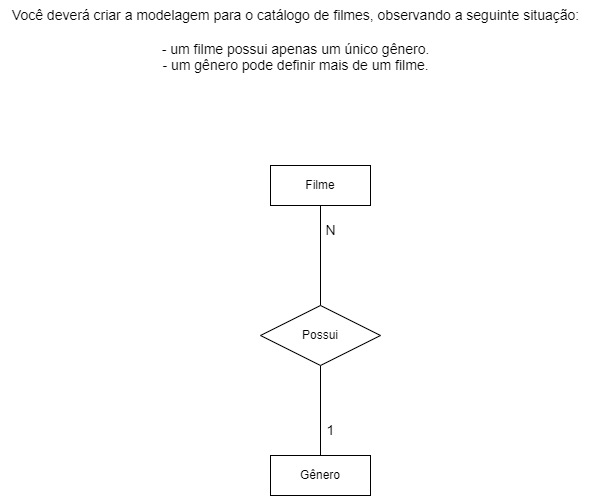 Você deverá criar a modelagem para o catálogo de filmes, observando a seguinte situação:
- um filme possui apenas um único gênero.
- um gênero pode definir mais de um filme.
Filme
N
Possui
1
Gênero